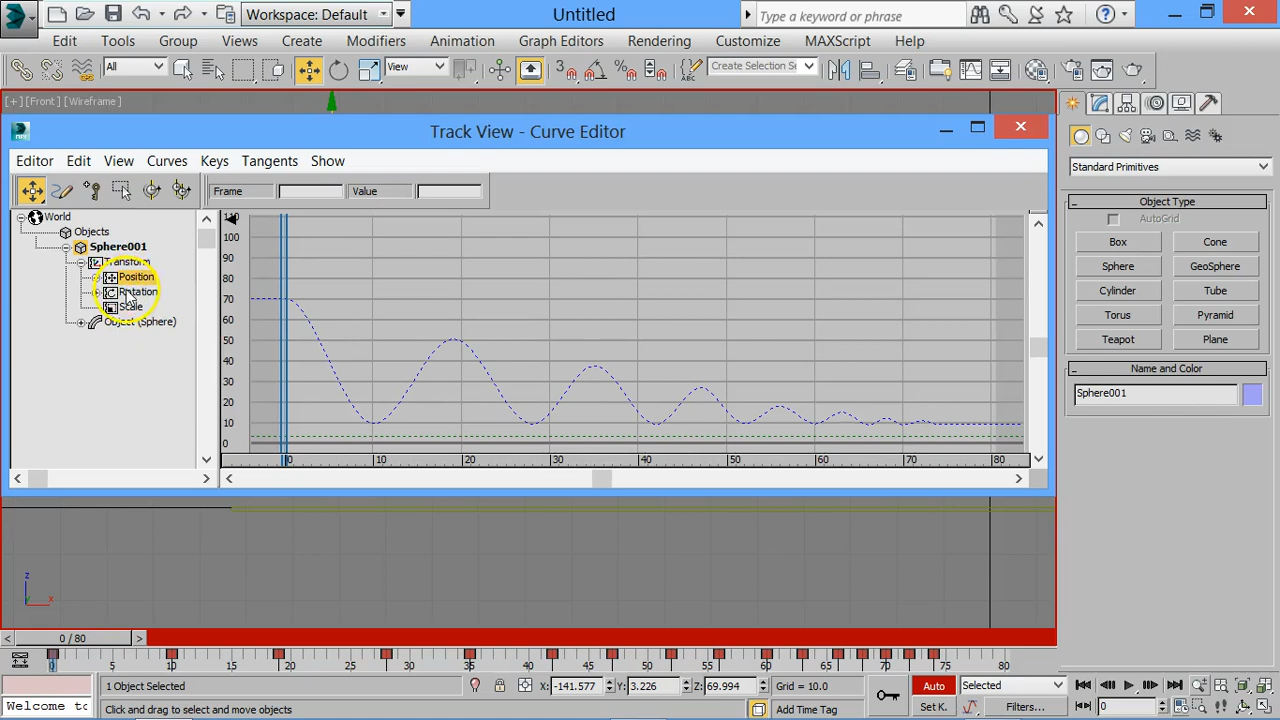 Workspace: Default
Untitled
Type a keyword or phrase
Edit Tools Group Views Create Modifiers Animation Graph Editors Rendering Customize MAXScript Help
All
View
Create Selection Se
[+] [Front] [Wireframe]
Track View - Curve Editor
Editor Edit View Curves Keys Tangents Show
Frame
Value
World
Objects
Sphere001
Transform
Position
Rotation
Scale
Object (Sphere)
110
100
90
80
70
60
50
40
30
20
10
0
0 10 20 30 40 50 60 70 80
Standard Primitives
Object Type
AutoGrid
Box Cone
Sphere GeoSphere
Cylinder Tube
Torus Pyramid
Teapot Plane
Name and Color
Sphere001
z
x
0 / 80
0 5 10 15 20 25 30 35 40 45 50 55 60 65 70 75 80
1 Object Selected
X: -141.577 Y: 3.226 Z: 69.994
Grid = 10.0
Auto
Selected
Welcome to
Click and drag to select and move objects
Add Time Tag
Set K.
Filters...
0